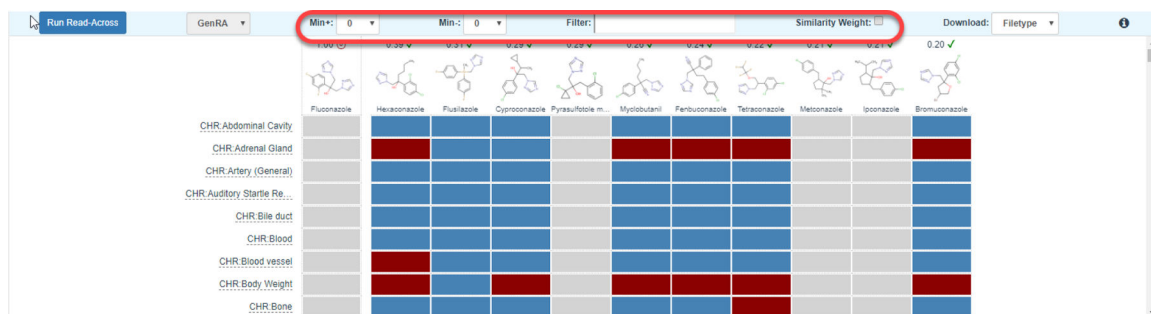 Run Read-Across GenRA Min+: 0 Min-: 0 Filter: Similarity Weight: Download: Filetype
1.00 0.39 0.31 0.29 0.29 0.26 0.24 0.22 0.21 0.21 0.20
Fluconazole Hexaconazole Flusilazole Cyproconazole Pyrasulfotole m... Myclobutanil Fenbuconazole Tetraconazole Metconazole Ipconazole Bromuconazole
CHR:Abdominal Cavity
CHR:Adrenal Gland
CHR:Artery (General)
CHR:Auditory Startle Re...
CHR:Bile duct
CHR:Blood
CHR:Blood vessel
CHR:Body Weight
CHR:Bone